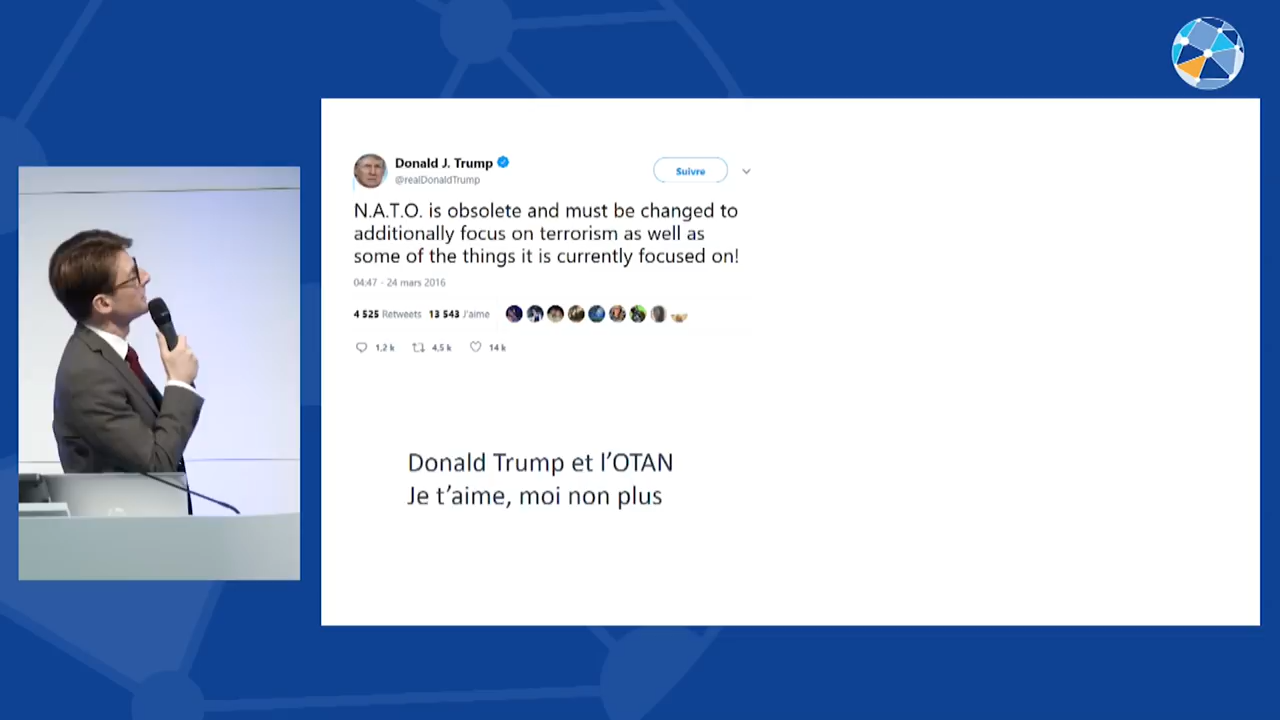 Donald J. Trump
@realDonaldTrump
Suivre
N.A.T.O. is obsolete and must be changed to
additionally focus on terrorism as well as
some of the things it is currently focused on!
04:47 - 24 mars 2016
4 525 Retweets 13 543 J'aime
1,2 k 4,5 k 14 k
Donald Trump et l’OTAN
Je t’aime, moi non plus